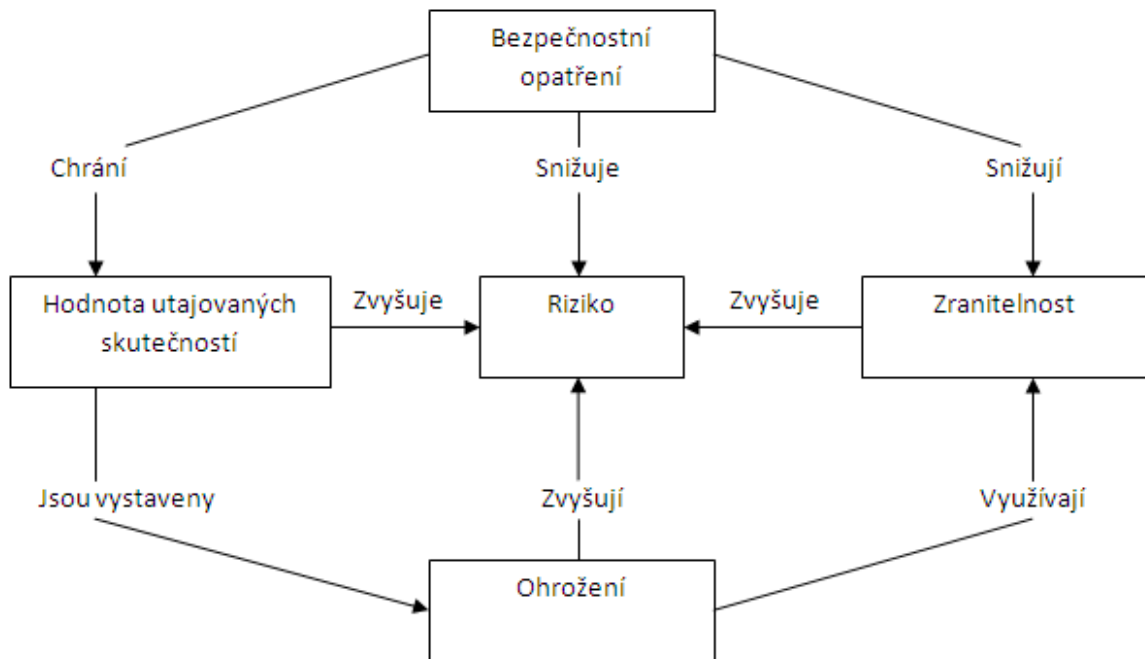 Bezpečnostní
opatření
Chrání
Snižuje
Snižují
Hodnota utajovaných
skutečností
Zvyšuje
Riziko
Zvyšuje
Zranitelnost
Jsou vystaveny
Zvyšují
Využívají
Ohrožení